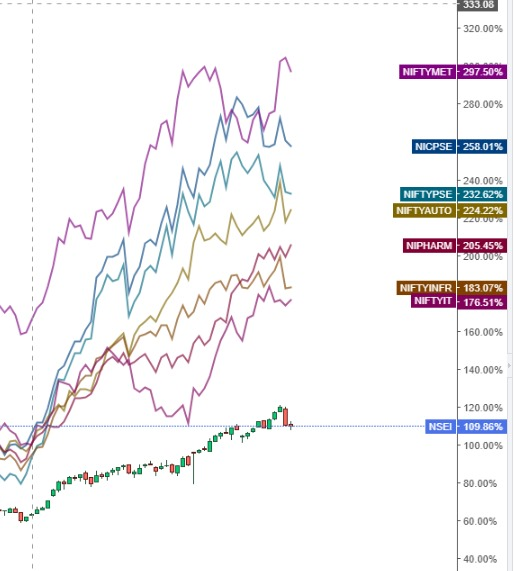 333.08
320.00%
NIFTYMET 297.50%
280.00%
NICPSE 258.01%
240.00%
NIFTYPSE 232.62%
220.00%
NIFTYAUTO 224.22%
NIPHARM 205.45%
200.00%
NIFTYINFR 183.07%
NIFTYIT 176.51%
160.00%
140.00%
120.00%
NSEI 109.86%
100.00%
80.00%
60.00%
40.00%